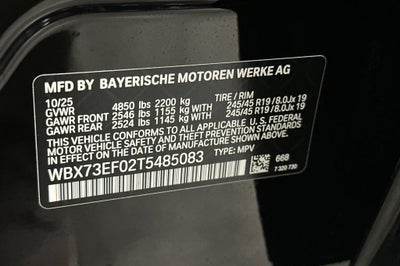 MFD BY BAYERISCHE MOTOREN WERKE AG
10/25 4850 lbs 2200 kg TIRE / RIM
GVWR
GAWR FRONT 2546 lbs 1155 kg WITH 245/45 R19 / 8.0Jx 19
GAWR REAR 2524 lbs 1145 kg WITH 245/45 R19 / 8.0Jx 19
THIS VEHICLE CONFORMS TO ALL APPLICABLE U.S. FEDERAL
MOTOR VEHICLE SAFETY AND THEFT PREVENTION
STANDARDS IN EFFECT ON THE DATE OF
MANUFACTURE SHOWN ABOVE.
WBX73EF02T5485083 TYPE: MPV
668
7 320 730